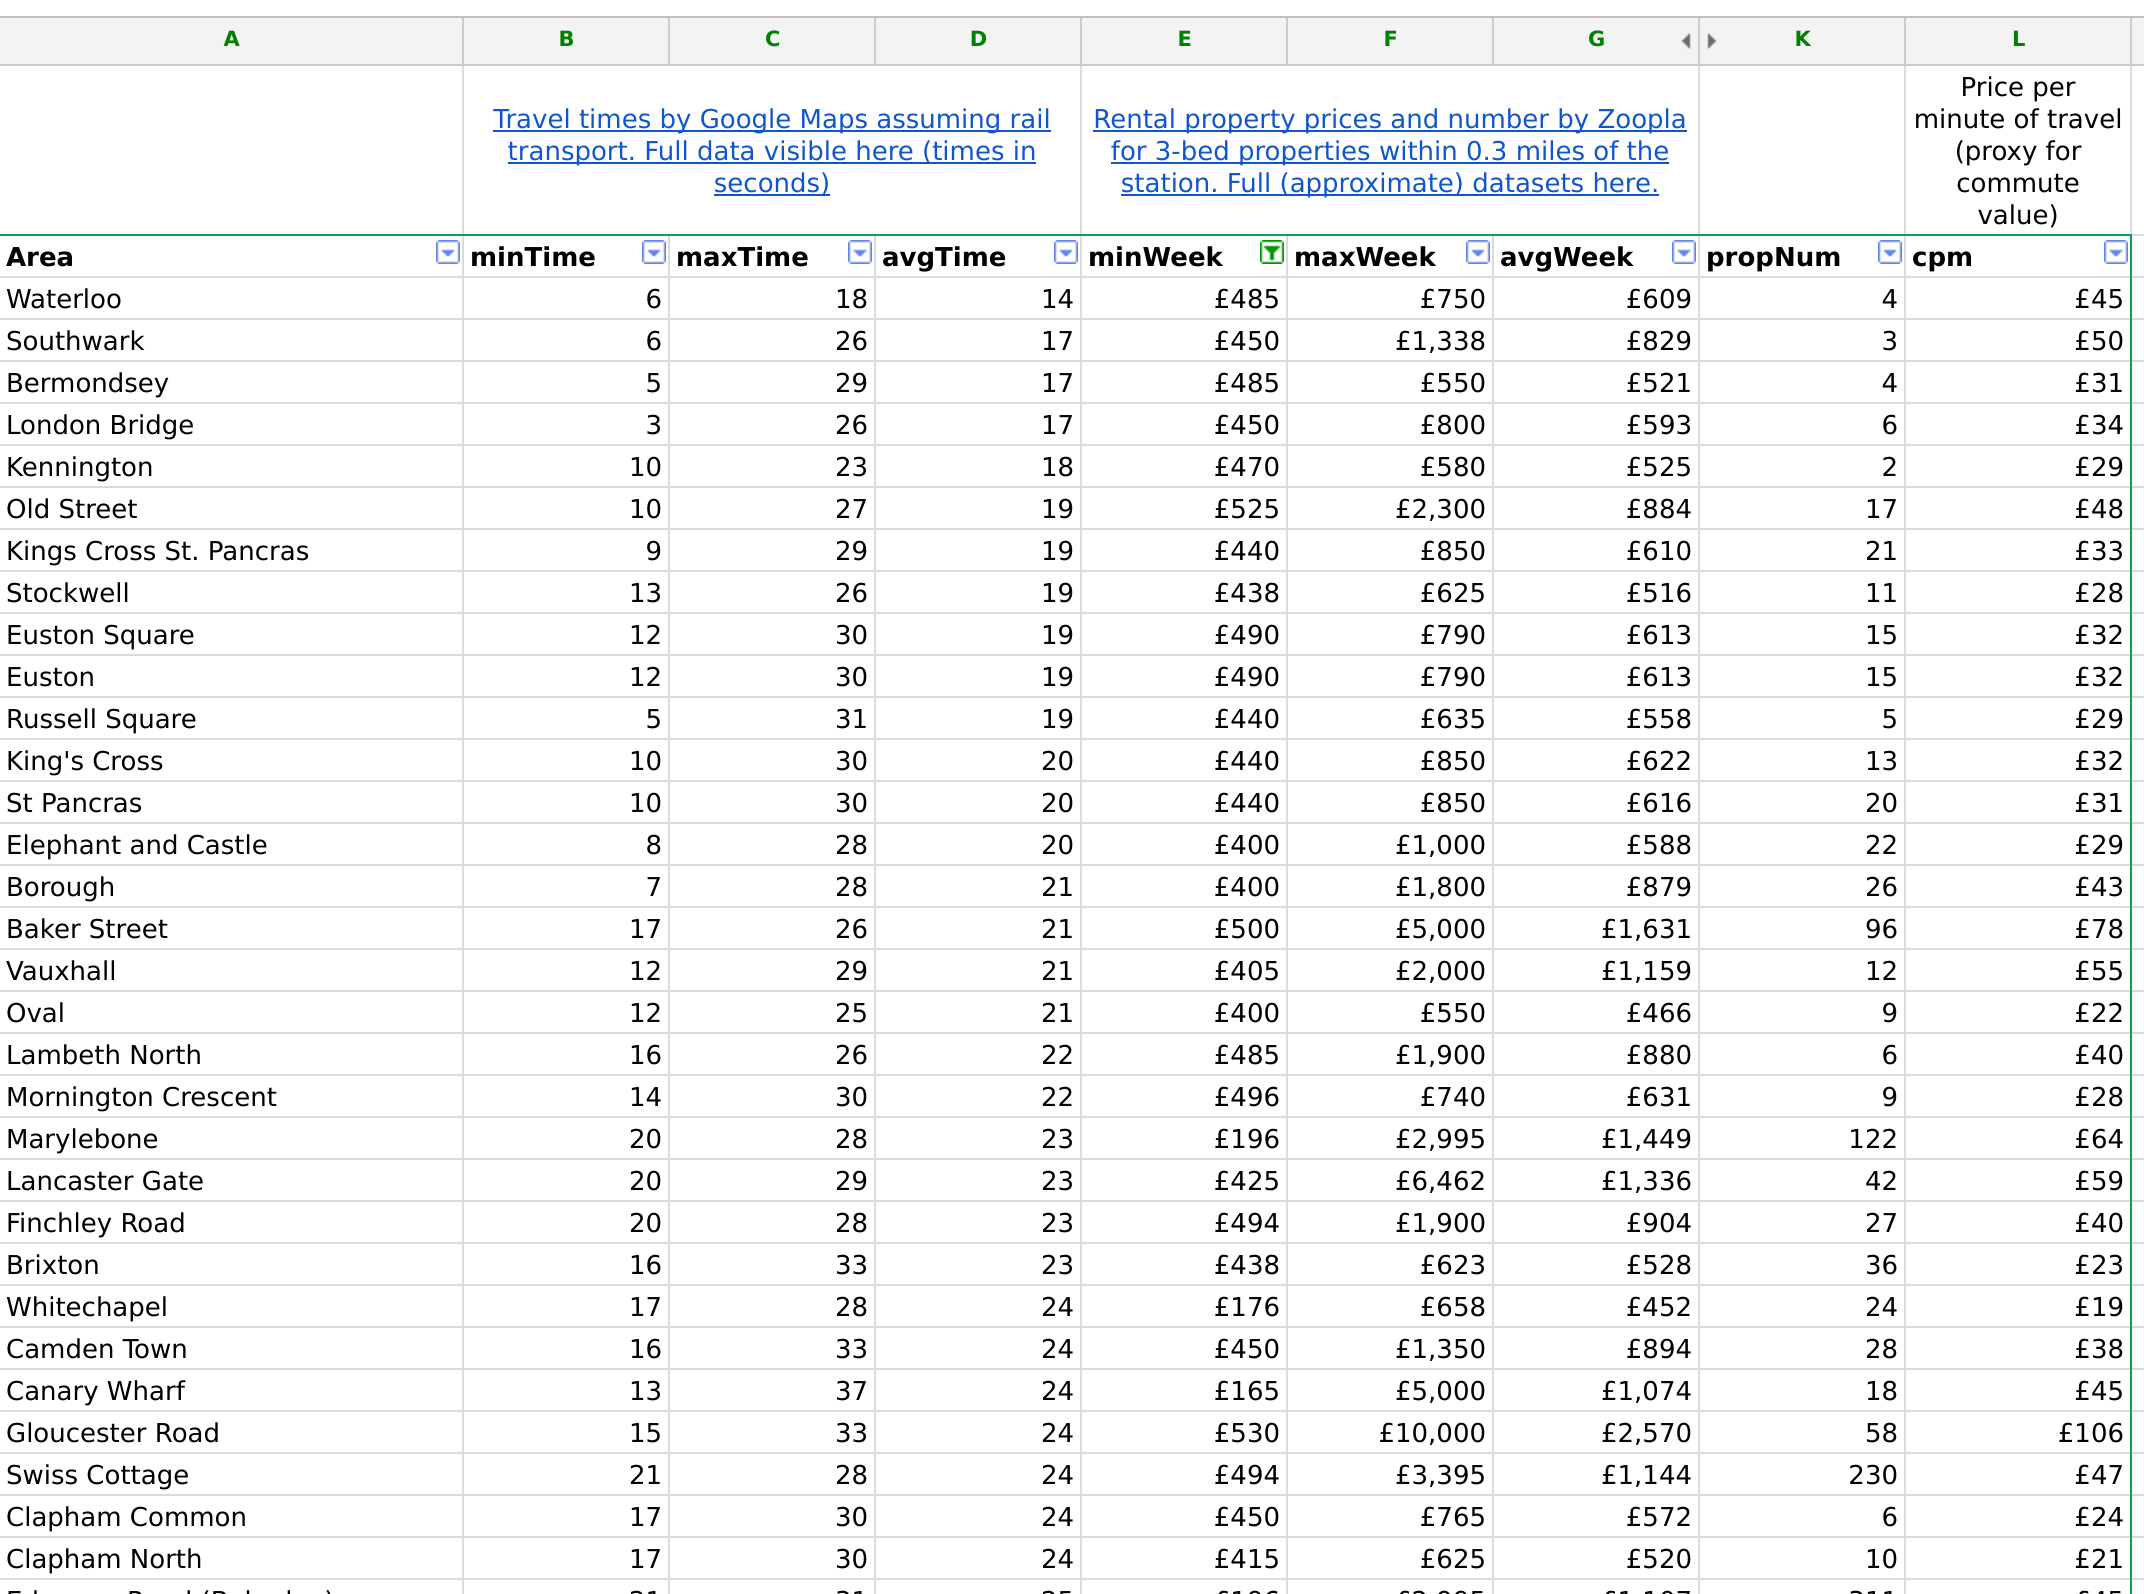 A B C D E F G K L
Travel times by Google Maps assuming rail
transport. Full data visible here (times in
seconds)
Rental property prices and number by Zoopla
for 3-bed properties within 0.3 miles of the
station. Full (approximate) datasets here.
Price per
minute of travel
(proxy for
commute
value)
Area minTime maxTime avgTime minWeek maxWeek avgWeek propNum cpm
Waterloo 6 18 14 £485 £750 £609 4 £45
Southwark 6 26 17 £450 £1,338 £829 3 £50
Bermondsey 5 29 17 £485 £550 £521 4 £31
London Bridge 3 26 17 £450 £800 £593 6 £34
Kennington 10 23 18 £470 £580 £525 2 £29
Old Street 10 27 19 £525 £2,300 £884 17 £48
Kings Cross St. Pancras 9 29 19 £440 £850 £610 21 £33
Stockwell 13 26 19 £438 £625 £516 11 £28
Euston Square 12 30 19 £490 £790 £613 15 £32
Euston 12 30 19 £490 £790 £613 15 £32
Russell Square 5 31 19 £440 £635 £558 5 £29
King's Cross 10 30 20 £440 £850 £622 13 £32
St Pancras 10 30 20 £440 £850 £616 20 £31
Elephant and Castle 8 28 20 £400 £1,000 £588 22 £29
Borough 7 28 21 £400 £1,800 £879 26 £43
Baker Street 17 26 21 £500 £5,000 £1,631 96 £78
Vauxhall 12 29 21 £405 £2,000 £1,159 12 £55
Oval 12 25 21 £400 £550 £466 9 £22
Lambeth North 16 26 22 £485 £1,900 £880 6 £40
Mornington Crescent 14 30 22 £496 £740 £631 9 £28
Marylebone 20 28 23 £196 £2,995 £1,449 122 £64
Lancaster Gate 20 29 23 £425 £6,462 £1,336 42 £59
Finchley Road 20 28 23 £494 £1,900 £904 27 £40
Brixton 16 33 23 £438 £623 £528 36 £23
Whitechapel 17 28 24 £176 £658 £452 24 £19
Camden Town 16 33 24 £450 £1,350 £894 28 £38
Canary Wharf 13 37 24 £165 £5,000 £1,074 18 £45
Gloucester Road 15 33 24 £530 £10,000 £2,570 58 £106
Swiss Cottage 21 28 24 £494 £3,395 £1,144 230 £47
Clapham Common 17 30 24 £450 £765 £572 6 £24
Clapham North 17 30 24 £415 £625 £520 10 £21